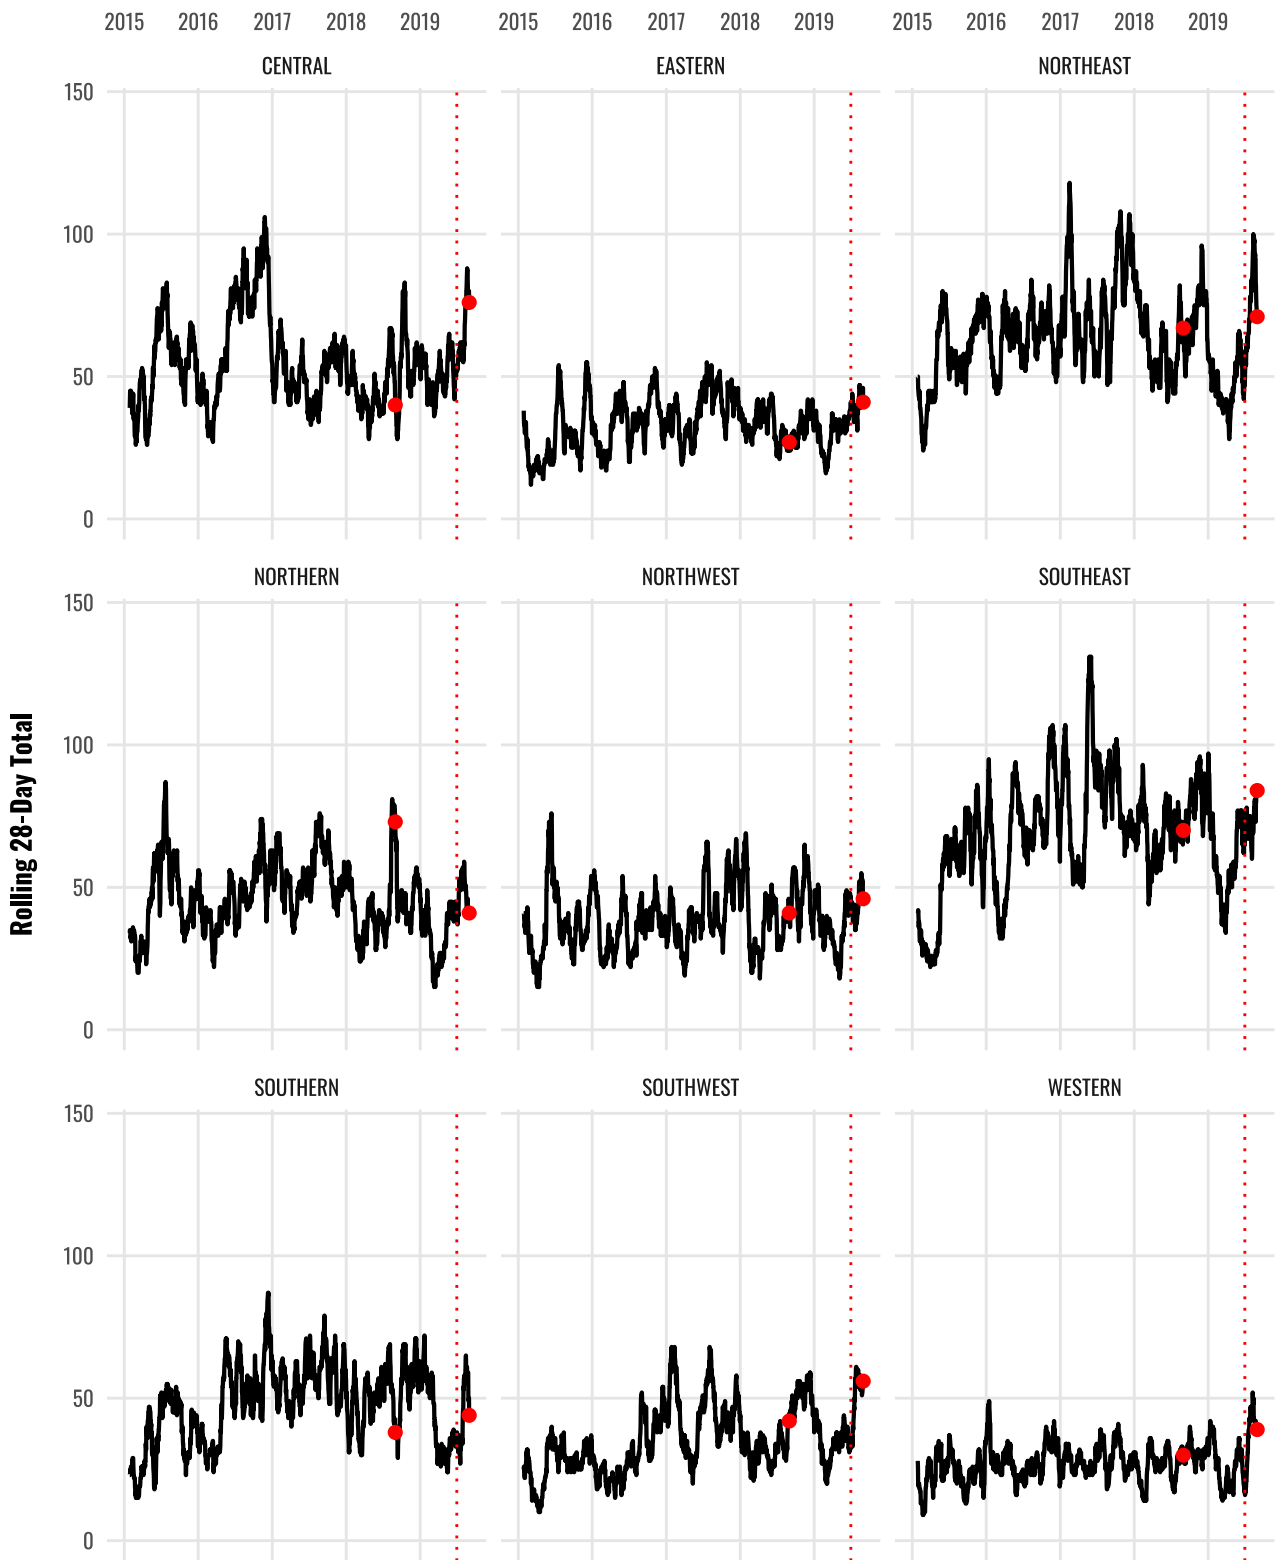 2015 2016 2017 2018 2019 2015 2016 2017 2018 2019 2015 2016 2017 2018 2019
CENTRAL EASTERN NORTHEAST
150
100
50
0
NORTHERN NORTHWEST SOUTHEAST
150
100
50
0
Rolling 28-Day Total
SOUTHERN SOUTHWEST WESTERN
150
100
50
0